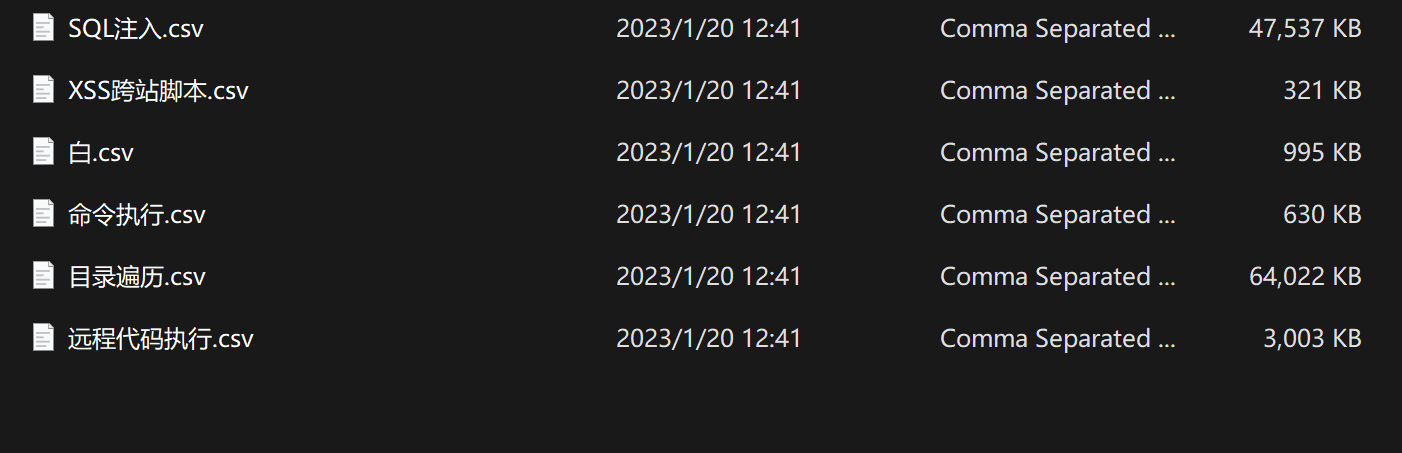 SQL注入.csv 2023/1/20 12:41 Comma Separated ... 47,537 KB
XSS跨站脚本.csv 2023/1/20 12:41 Comma Separated ... 321 KB
白.csv 2023/1/20 12:41 Comma Separated ... 995 KB
命令执行.csv 2023/1/20 12:41 Comma Separated ... 630 KB
目录遍历.csv 2023/1/20 12:41 Comma Separated ... 64,022 KB
远程代码执行.csv 2023/1/20 12:41 Comma Separated ... 3,003 KB